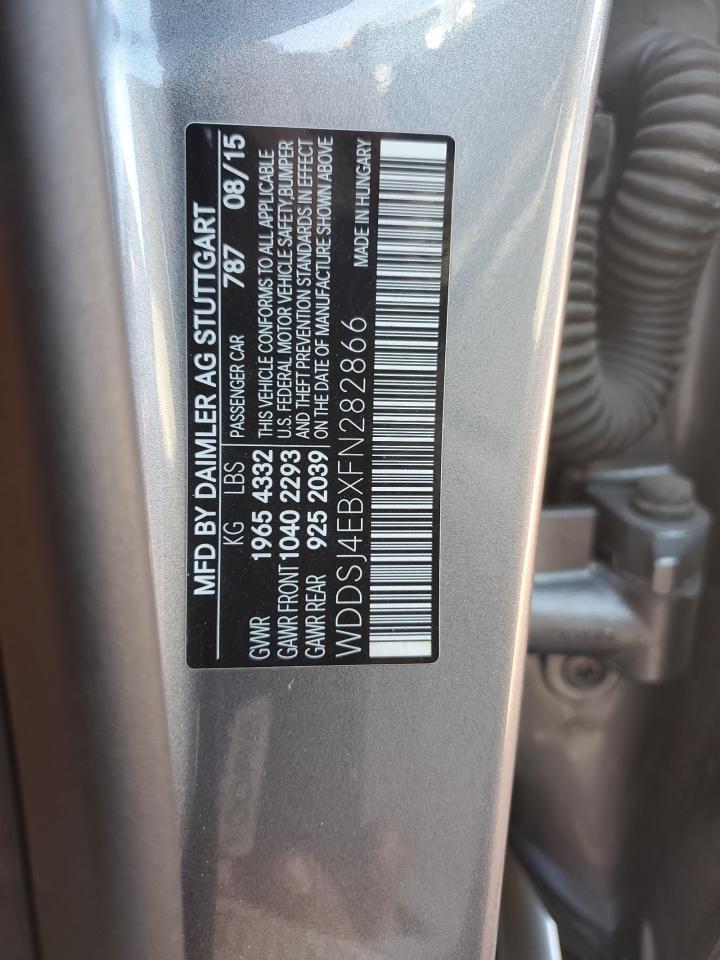 MFD BY DAIMLER AG STUTTGART
KG LBS PASSENGER CAR 787 08/15
GVWR 1965 4332 THIS VEHICLE CONFORMS TO ALL APPLICABLE
GAWR FRONT 1040 2293 U.S. FEDERAL MOTOR VEHICLE SAFETY BUMPER
GAWR REAR 925 2039 AND THEFT PREVENTION STANDARDS IN EFFECT
ON THE DATE OF MANUFACTURE SHOWN ABOVE
WDDSJ4EBXFN282866 MADE IN HUNGARY